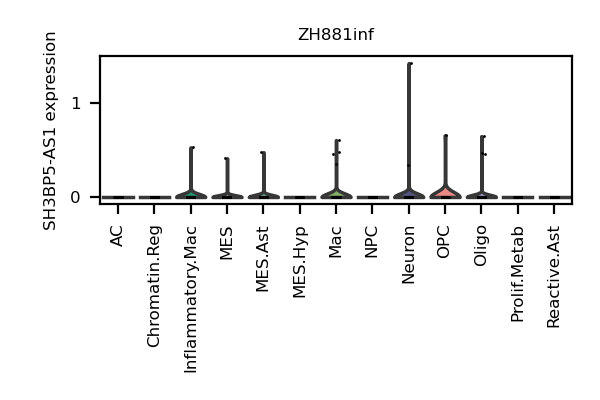 ZH881inf
SH3BP5-AS1 expression
1
0
AC
Chromatin.Reg
Inflammatory.Mac
MES
MES.Ast
MES.Hyp
Mac
NPC
Neuron
OPC
Oligo
Prolif.Metab
Reactive.Ast